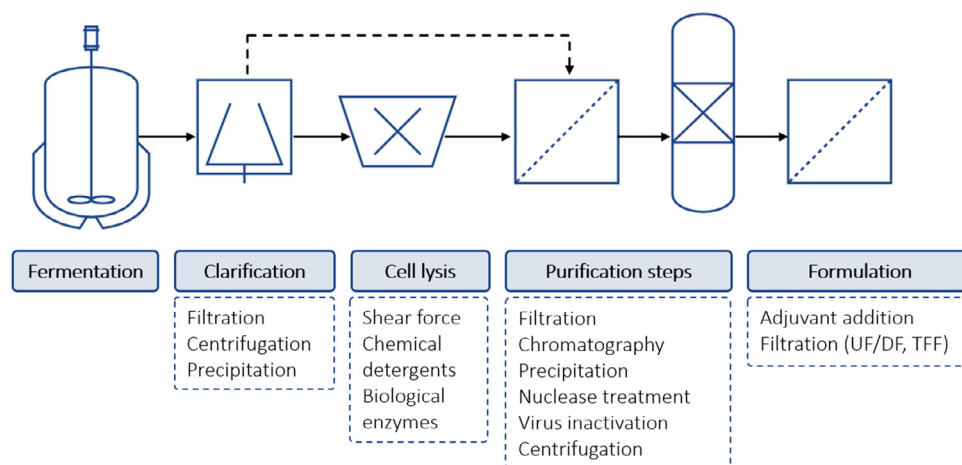 Fermentation
Clarification
Filtration
Centrifugation
Precipitation
Cell lysis
Shear force
Chemical
detergents
Biological
enzymes
Purification steps
Filtration
Chromatography
Precipitation
Nuclease treatment
Virus inactivation
Centrifugation
Formulation
Adjuvant addition
Filtration (UF/DF, TFF)